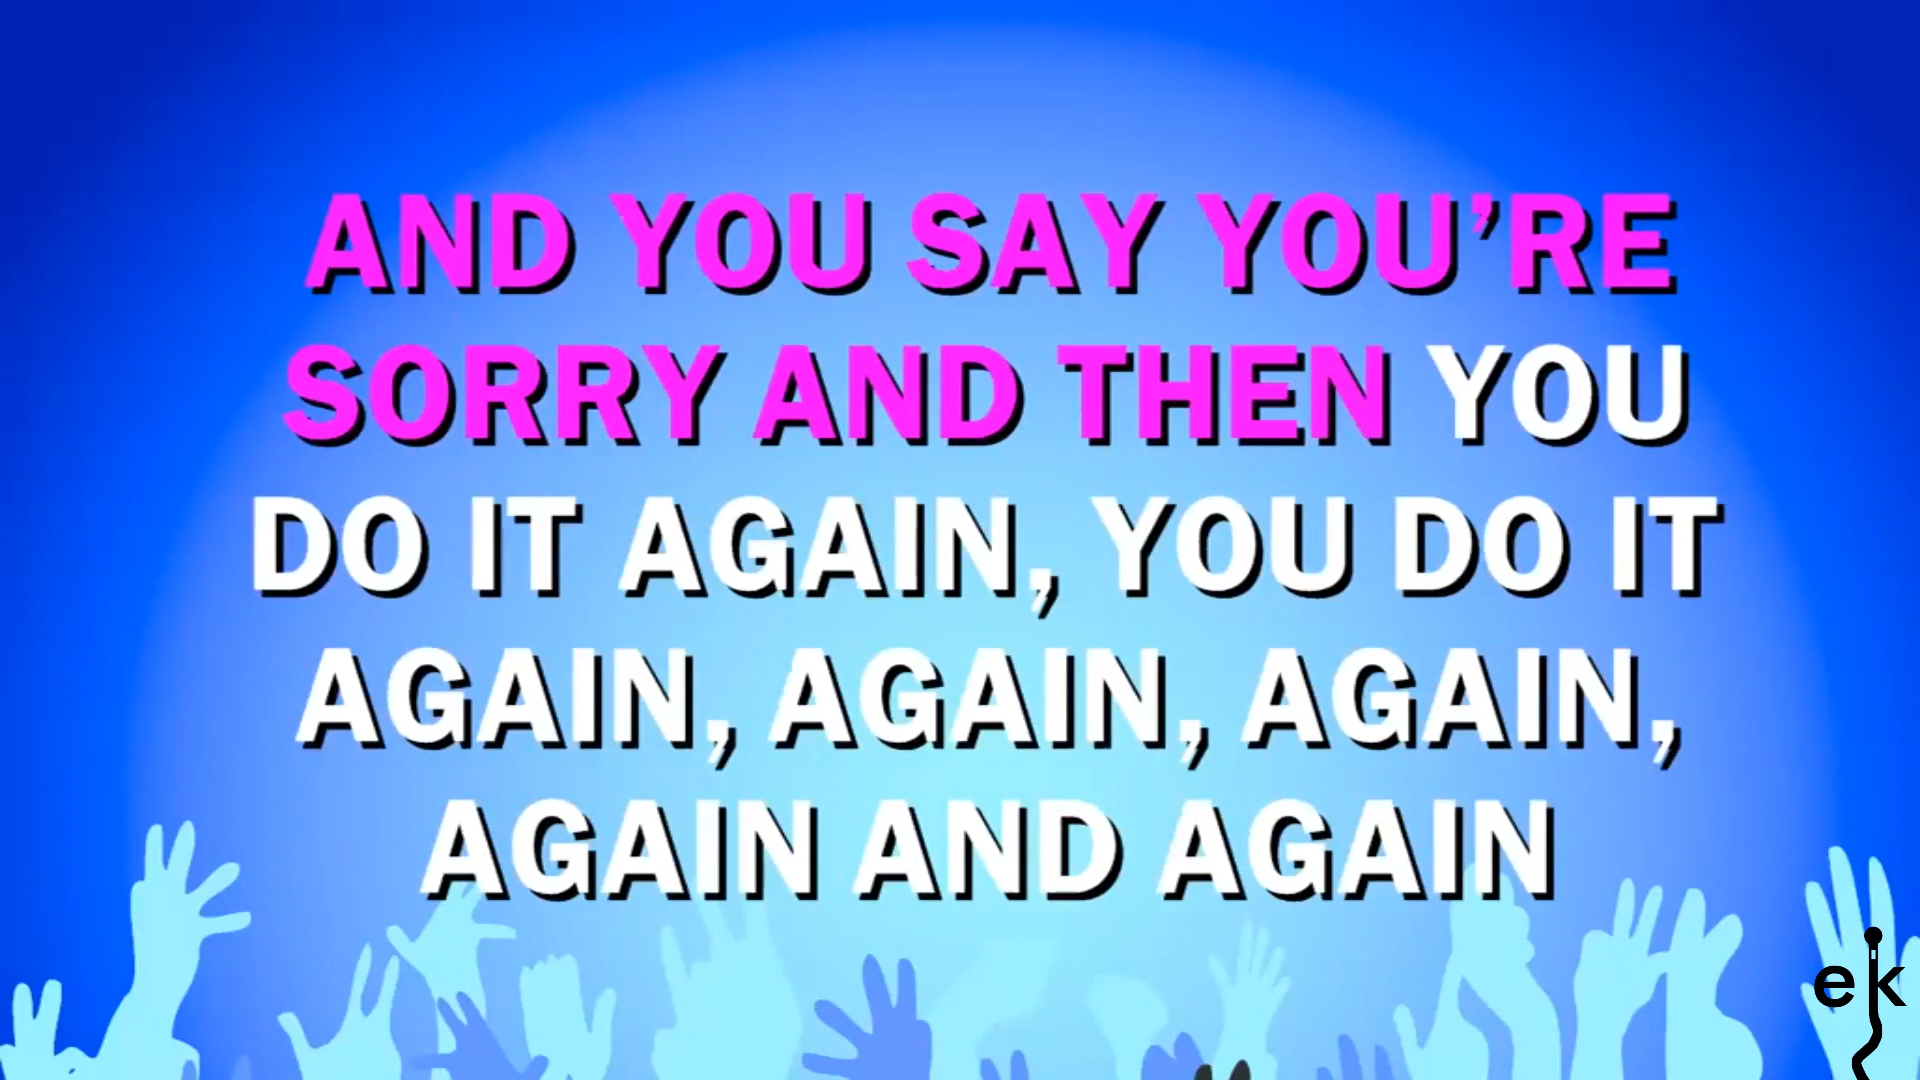 AND YOU SAY YOU’RE
SORRY AND THEN YOU
DO IT AGAIN, YOU DO IT
AGAIN, AGAIN, AGAIN,
AGAIN AND AGAIN
ek